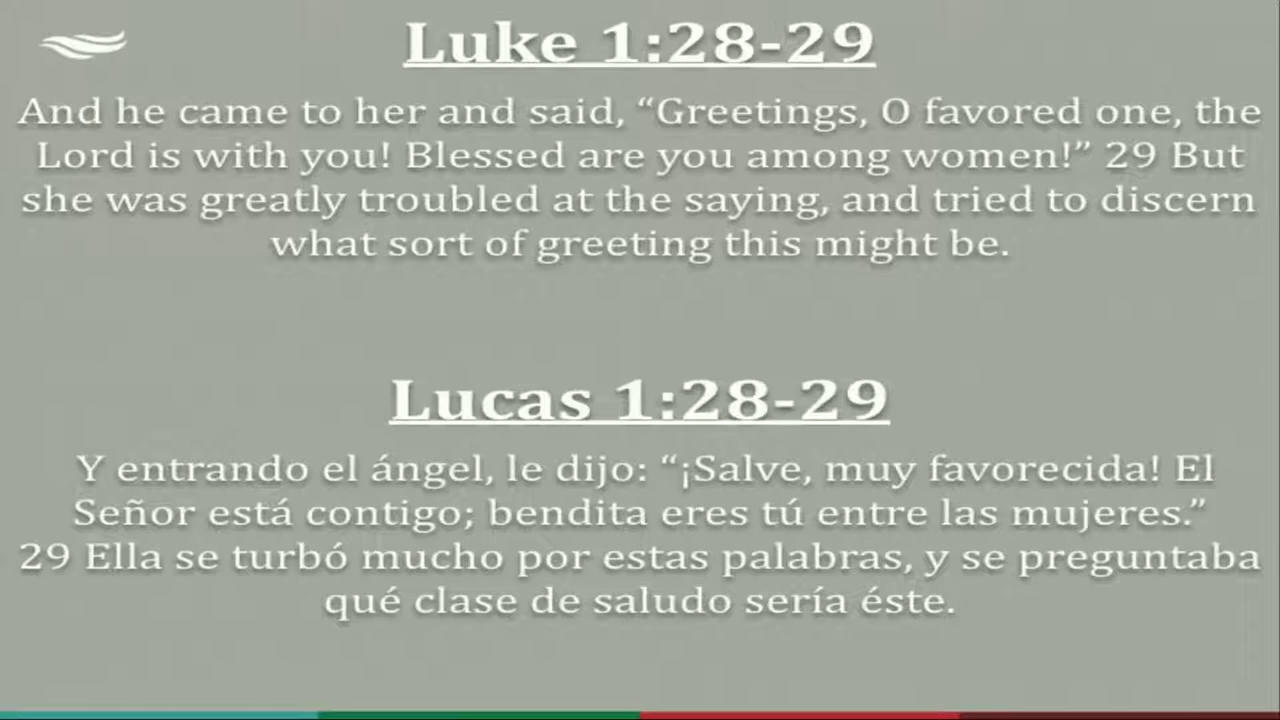 Luke 1:28-29
And he came to her and said, “Greetings, O favored one, the
Lord is with you! Blessed are you among women!” 29 But
she was greatly troubled at the saying, and tried to discern
what sort of greeting this might be.
Lucas 1:28-29
Y entrando el ángel, le dijo: “¡Salve, muy favorecida! El
Señor está contigo; bendita eres tú entre las mujeres.”
29 Ella se turbó mucho por estas palabras, y se preguntaba
qué clase de saludo sería éste.